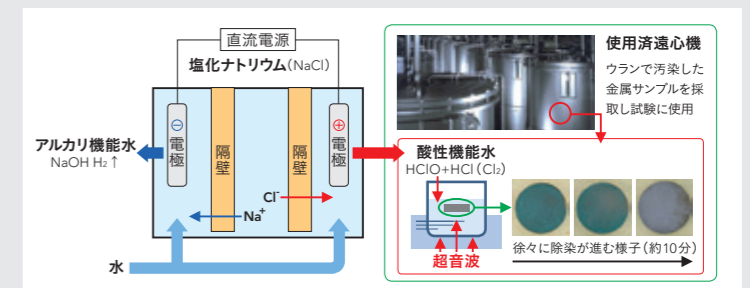 直流電源
塩化ナトリウム（NaCl）
⊖
電極
隔壁
隔壁
⊕
電極
アルカリ機能水
NaOH H₂↑
Cl⁻
Na⁺
水
使用済遠心機
ウランで汚染した
金属サンプルを採
取し試験に使用
酸性機能水
HClO+HCl（Cl₂）
超音波
徐々に除染が進む様子（約10分）